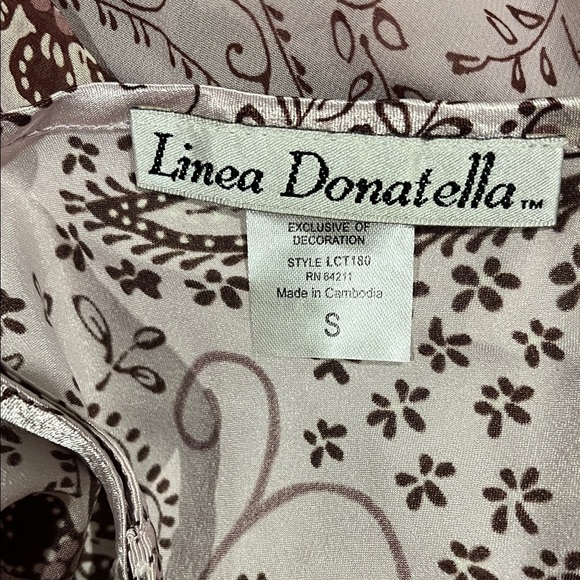 Linea Donatella™
EXCLUSIVE OF
DECORATION
STYLE LCT180
RN 64211
Made in Cambodia
S